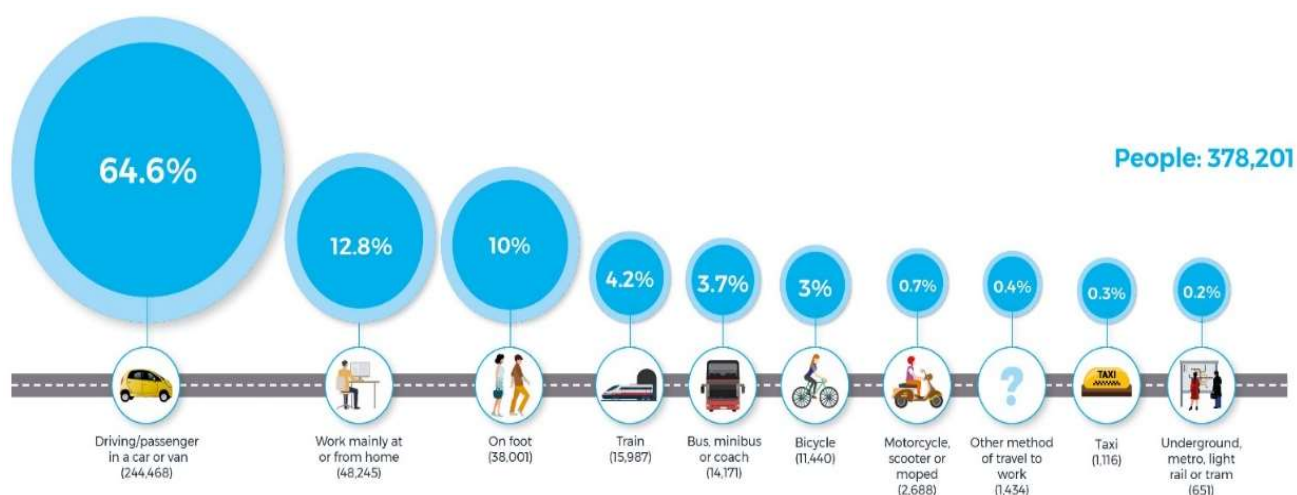 People: 378,201
64.6%
12.8%
10%
4.2%
3.7%
3%
0.7%
0.4%
0.3%
0.2%
TAXI
Driving/passenger
in a car or van
(244,468)
Work mainly at
or from home
(48,245)
On foot
(38,001)
Train
(15,987)
Bus, minibus
or coach
(14,171)
Bicycle
(11,440)
Motorcycle,
scooter or
moped
(2,688)
Other method
of travel to
work
(1,434)
Taxi
(1,116)
Underground,
metro, light
rail or tram
(651)